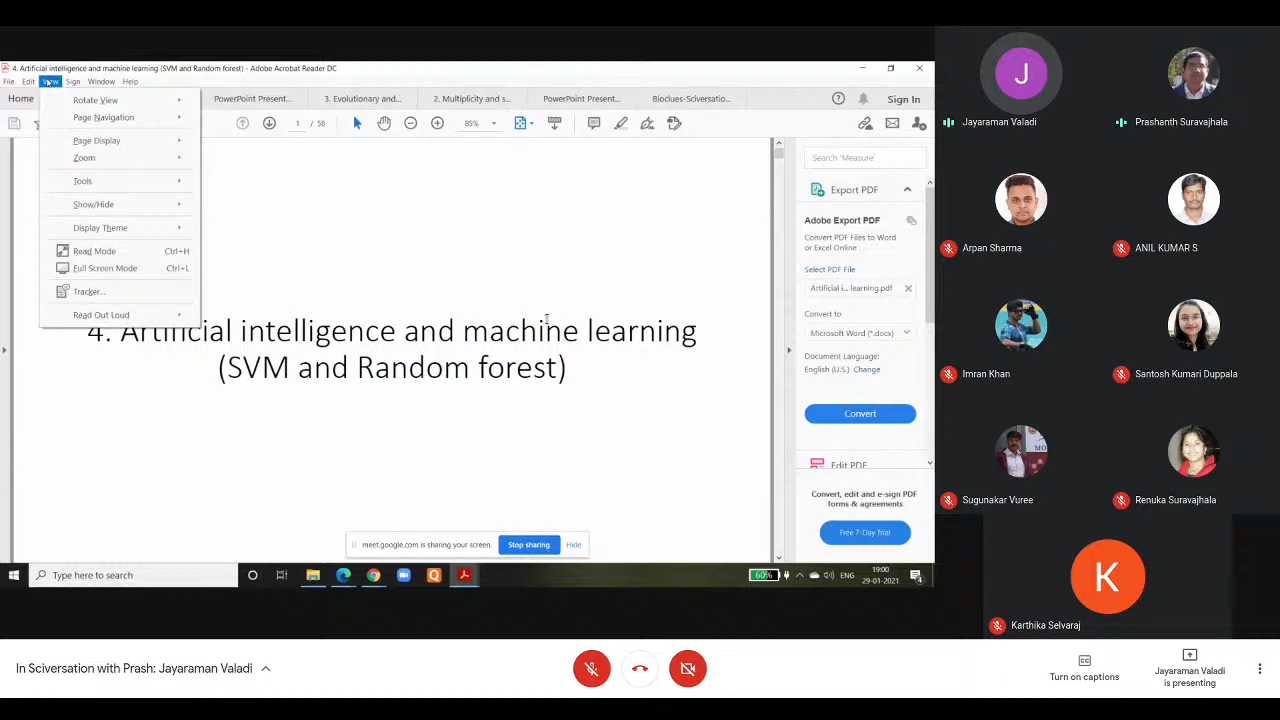 4. Artificial intelligence and machine learning (SVM and Random forest) - Adobe Acrobat Reader DC
File Edit View Sign Window Help
Home
PowerPoint Present...
3. Evolutionary and...
2. Multiplicity and s...
PowerPoint Present...
Bioclues-Sciversatio...
Sign In
1 / 58
85%
Rotate View
Page Navigation
Page Display
Zoom
Tools
Show/Hide
Display Theme
Read Mode Ctrl+H
Full Screen Mode Ctrl+L
Tracker...
Read Out Loud
4. Artificial intelligence and machine learning
(SVM and Random forest)
Search 'Measure'
Export PDF
Adobe Export PDF
Convert PDF Files to Word
or Excel Online
Select PDF File
Artificial i... learning.pdf
Convert to
Microsoft Word (*.docx)
Document Language:
English (U.S.) Change
Convert
Edit PDF
Convert, edit and e-sign PDF
forms & agreements
Free 7-Day Trial
meet.google.com is sharing your screen.
Stop sharing
Hide
Type here to search
60%
ENG
19:00
29-01-2021
4
J
Jayaraman Valadi
Prashanth Suravajhala
Arpan Sharma
ANIL KUMAR S
Imran Khan
Santosh Kumari Duppala
MO
Sugunakar Vuree
Renuka Suravajhala
K
Karthika Selvaraj
In Sciversation with Prash: Jayaraman Valadi
Turn on captions
Jayaraman Valadi
is presenting